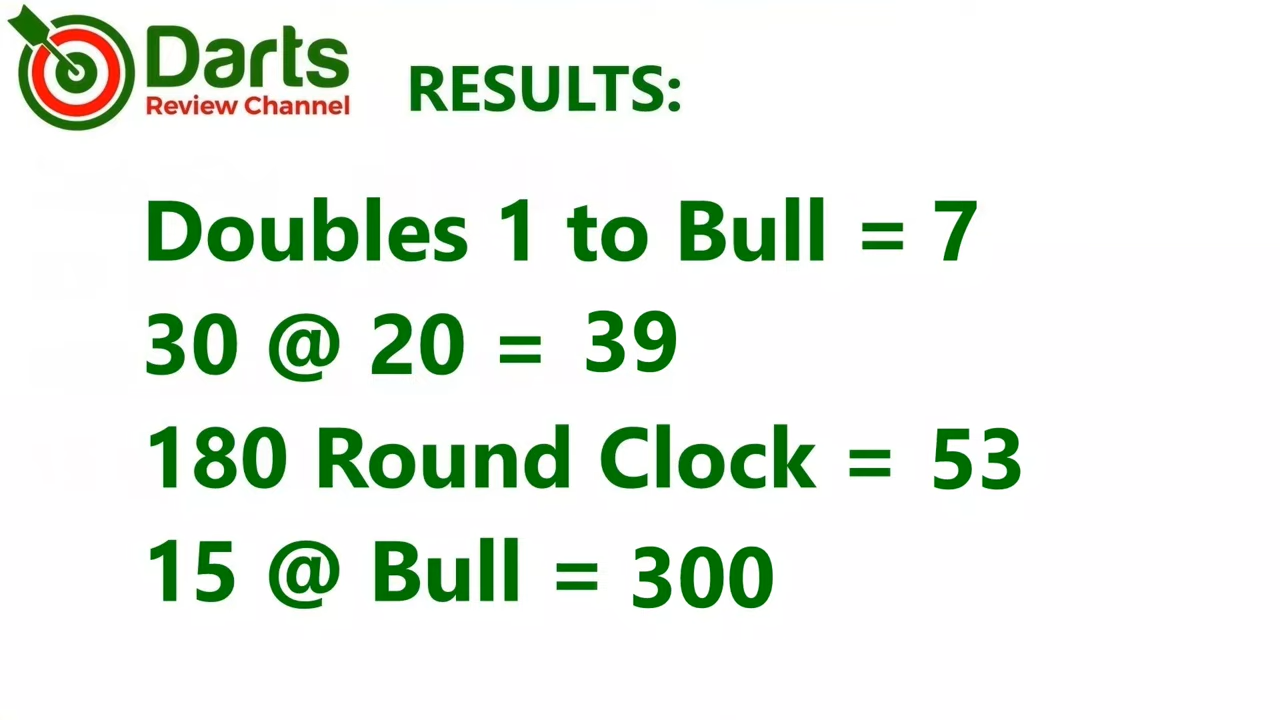 Darts
Review Channel
RESULTS:
Doubles 1 to Bull = 7
30 @ 20 = 39
180 Round Clock = 53
15 @ Bull = 300